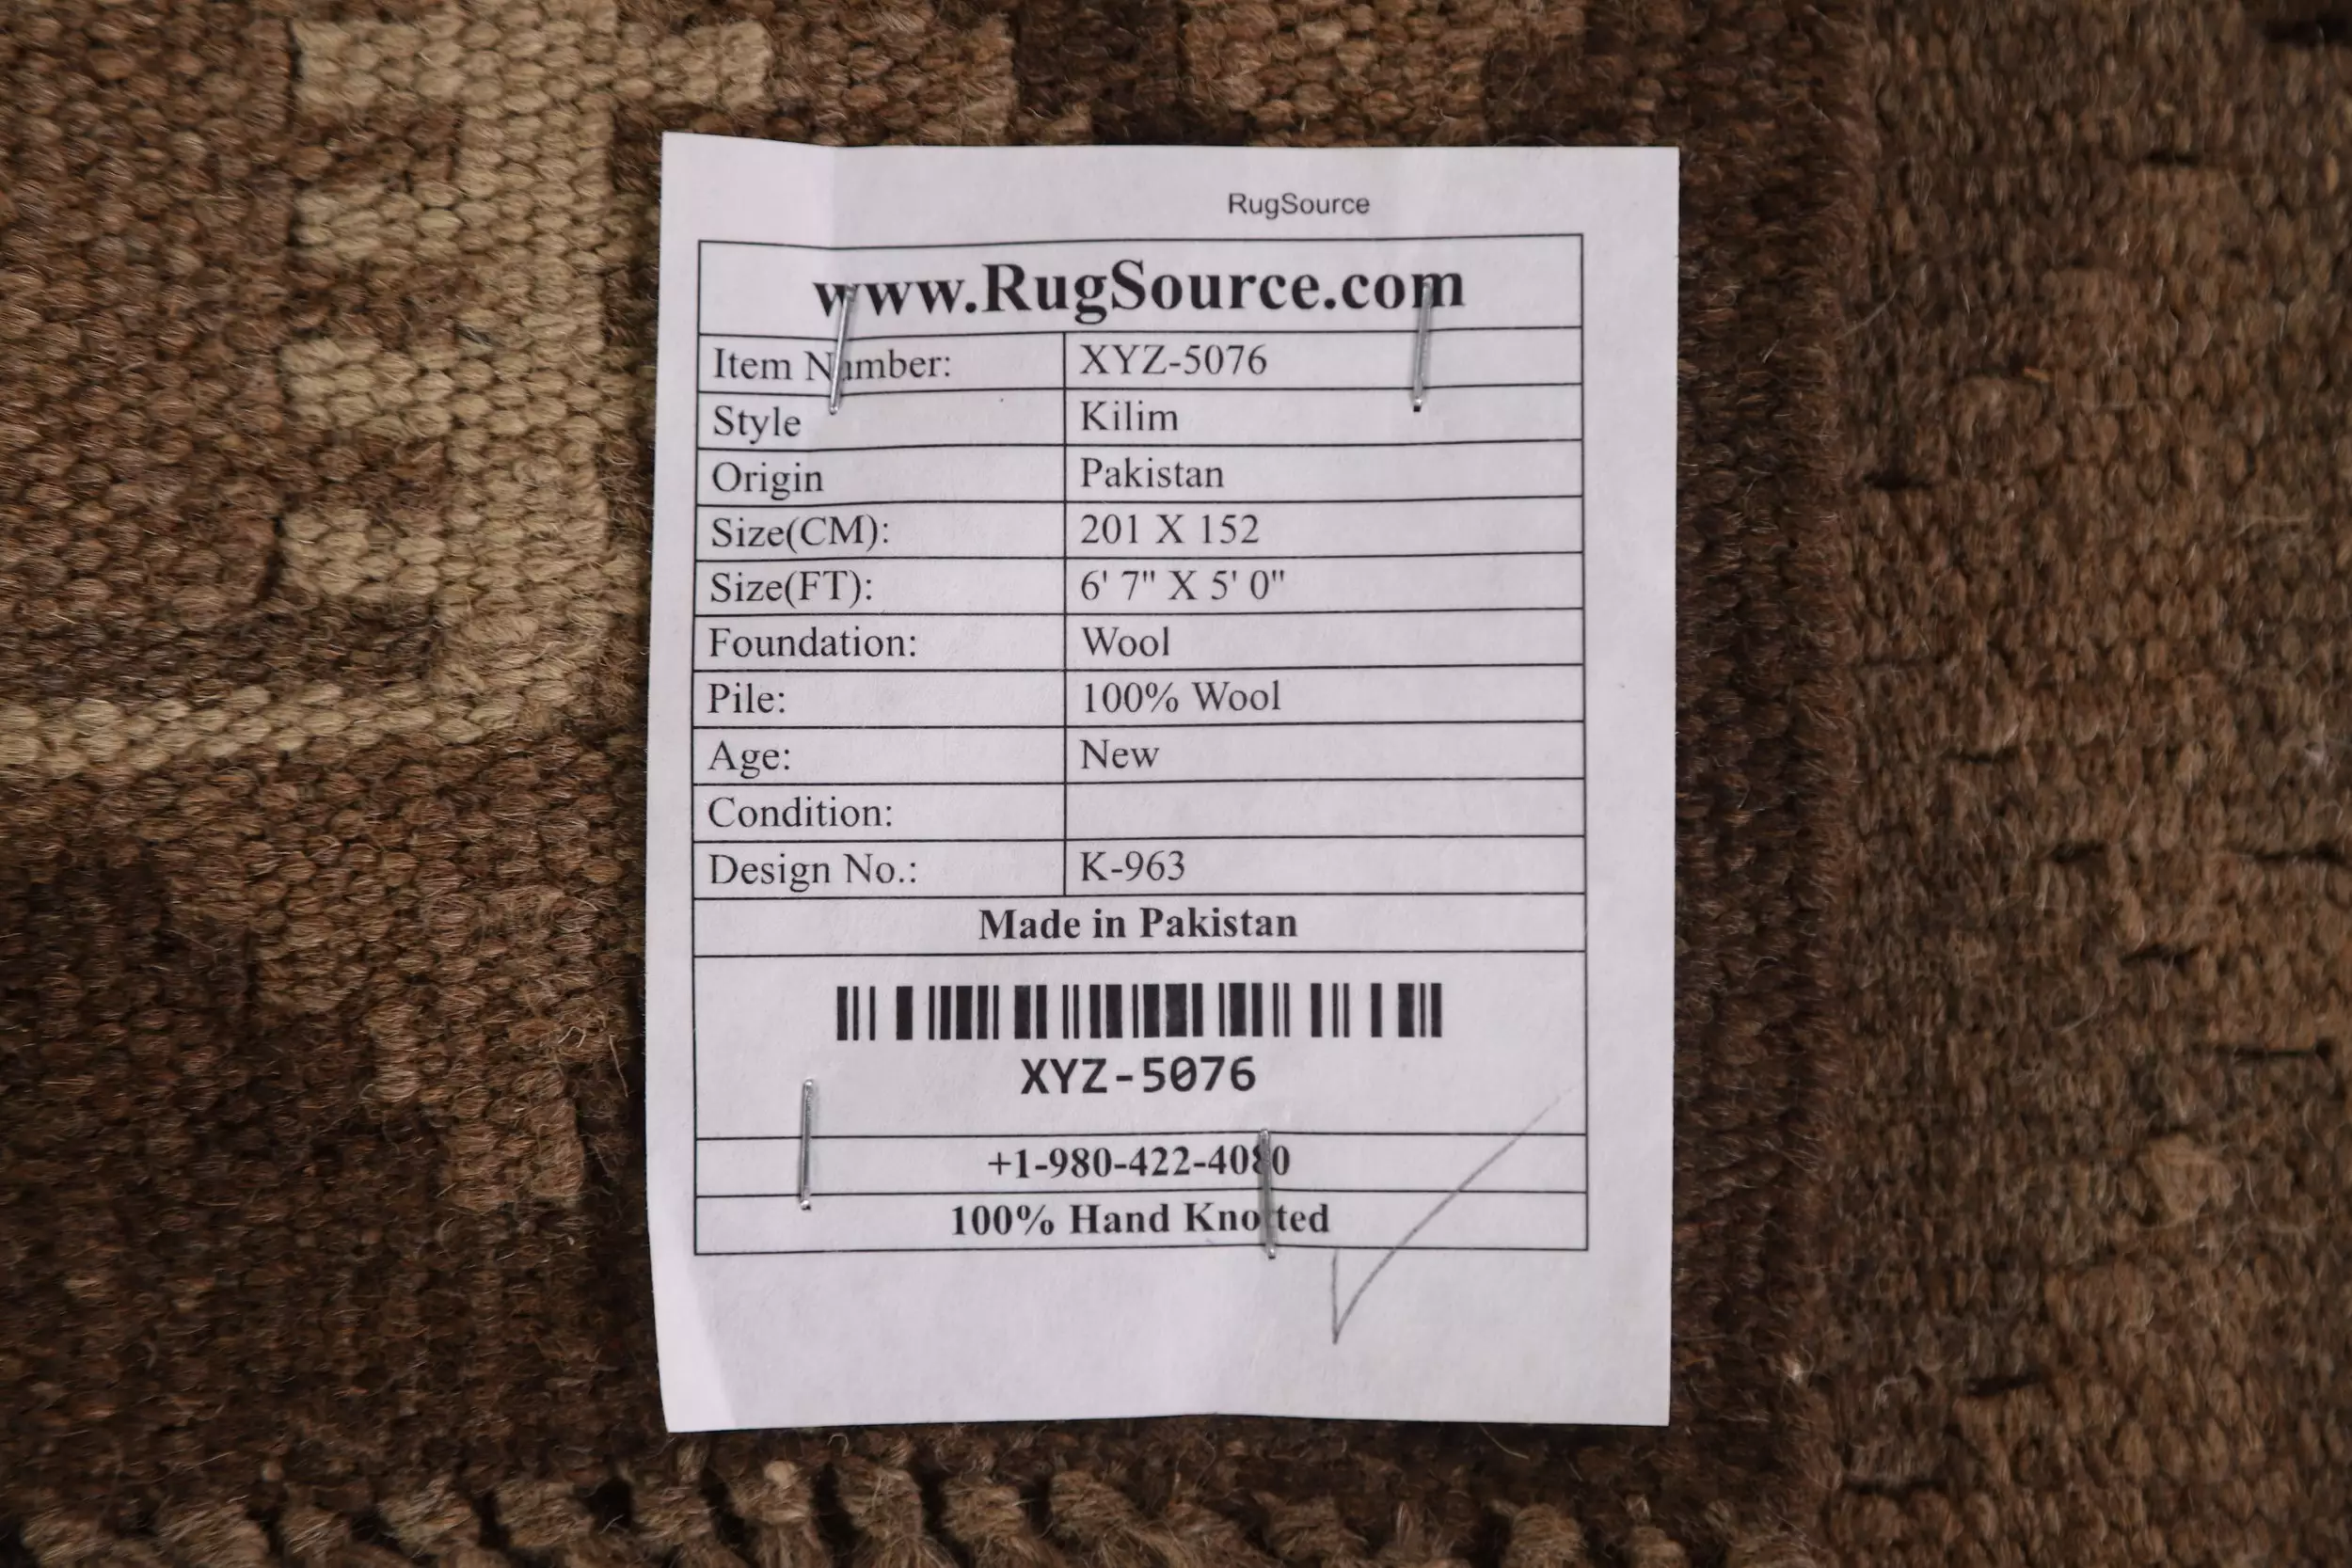 RugSource
www.RugSource.com
Item Number: XYZ-5076
Style Kilim
Origin Pakistan
Size(CM): 201 X 152
Size(FT): 6' 7" X 5' 0"
Foundation: Wool
Pile: 100% Wool
Age: New
Condition:
Design No.: K-963
Made in Pakistan
XYZ-5076
+1-980-422-4080
100% Hand Knotted